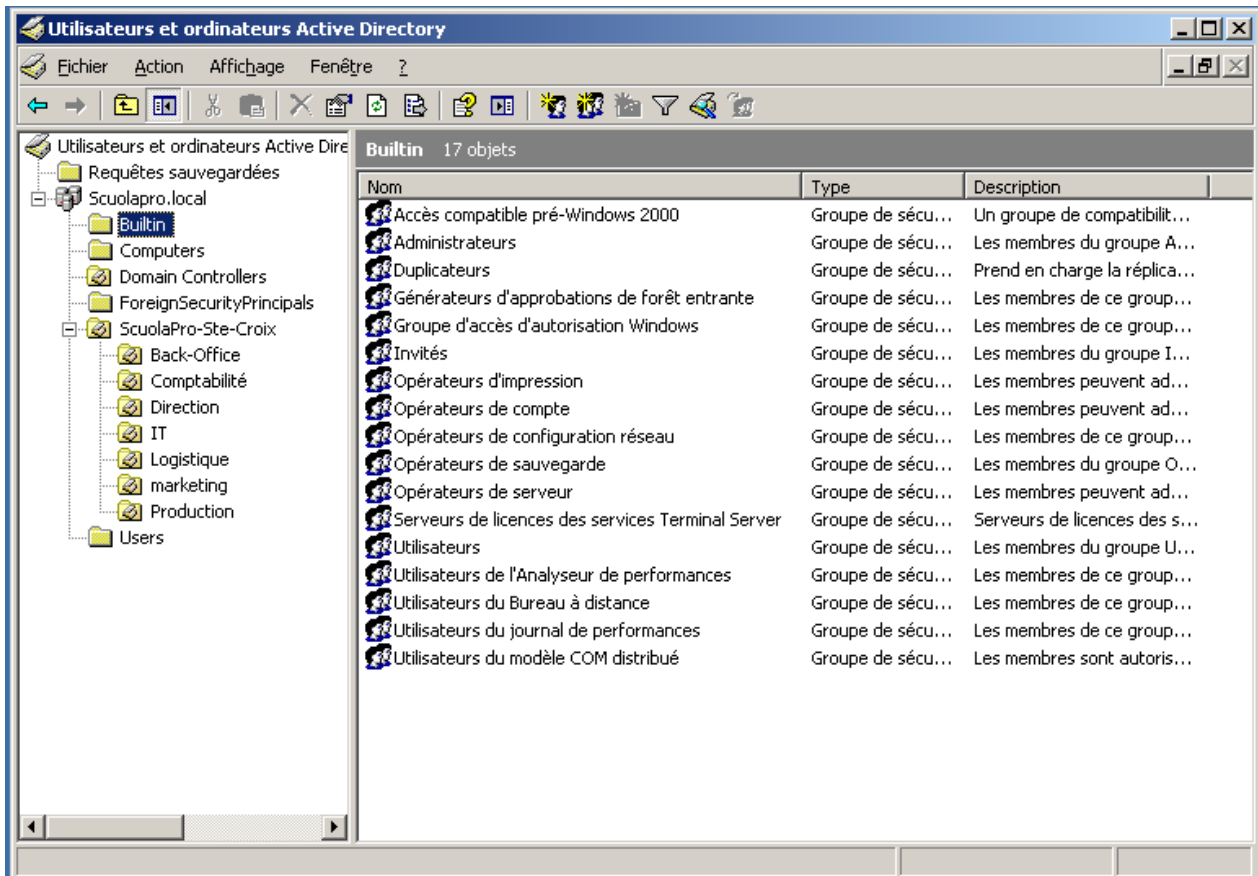 Utilisateurs et ordinateurs Active Directory
Fichier Action Affichage Fenêtre ?
Utilisateurs et ordinateurs Active Dire
Requêtes sauvegardées
Scuolapro.local
Builtin
Computers
Domain Controllers
ForeignSecurityPrincipals
ScuolaPro-Ste-Croix
Back-Office
Comptabilité
Direction
IT
Logistique
marketing
Production
Users
Builtin 17 objets
Nom Type Description
Accès compatible pré-Windows 2000 Groupe de sécu... Un groupe de compatibilit...
Administrateurs Groupe de sécu... Les membres du groupe A...
Duplicateurs Groupe de sécu... Prend en charge la réplica...
Générateurs d'approbations de forêt entrante Groupe de sécu... Les membres de ce group...
Groupe d'accès d'autorisation Windows Groupe de sécu... Les membres de ce group...
Invités Groupe de sécu... Les membres du groupe I...
Opérateurs d'impression Groupe de sécu... Les membres peuvent ad...
Opérateurs de compte Groupe de sécu... Les membres peuvent ad...
Opérateurs de configuration réseau Groupe de sécu... Les membres de ce group...
Opérateurs de sauvegarde Groupe de sécu... Les membres du groupe O...
Opérateurs de serveur Groupe de sécu... Les membres peuvent ad...
Serveurs de licences des services Terminal Server Groupe de sécu... Serveurs de licences des s...
Utilisateurs Groupe de sécu... Les membres du groupe U...
Utilisateurs de l'Analyseur de performances Groupe de sécu... Les membres de ce group...
Utilisateurs du Bureau à distance Groupe de sécu... Les membres de ce group...
Utilisateurs du journal de performances Groupe de sécu... Les membres de ce group...
Utilisateurs du modèle COM distribué Groupe de sécu... Les membres sont autoris...